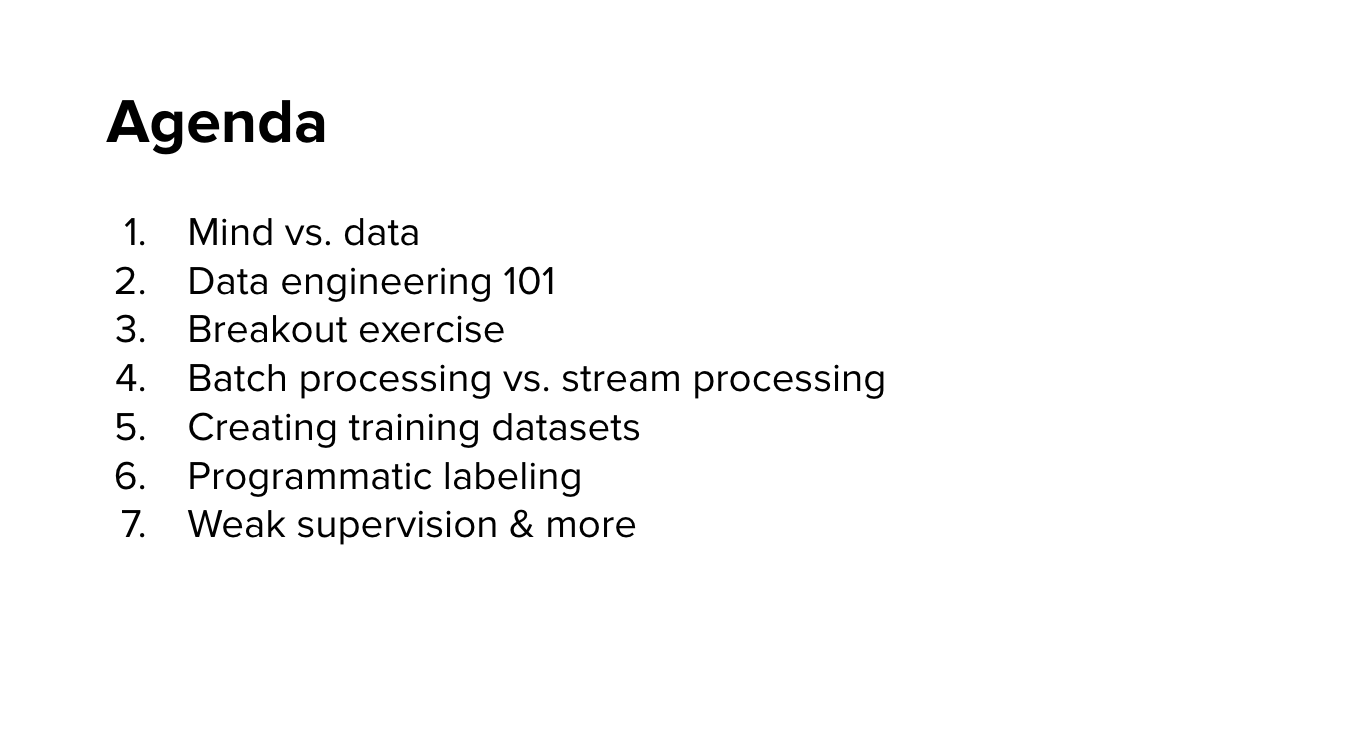 Agenda
1. Mind vs. data
2. Data engineering 101
3. Breakout exercise
4. Batch processing vs. stream processing
5. Creating training datasets
6. Programmatic labeling
7. Weak supervision & more